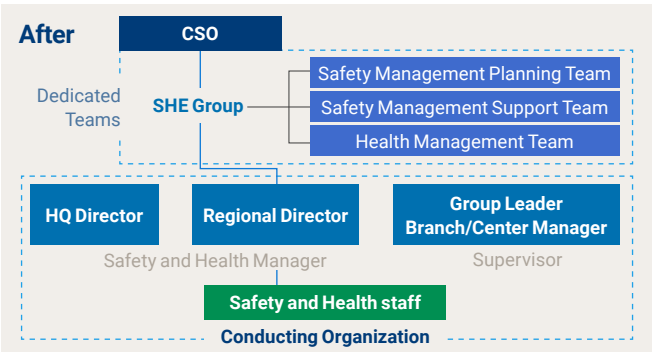 After
CSO
Dedicated
Teams
SHE Group
Safety Management Planning Team
Safety Management Support Team
Health Management Team
HQ Director
Regional Director
Group Leader
Branch/Center Manager
Safety and Health Manager
Supervisor
Safety and Health staff
Conducting Organization